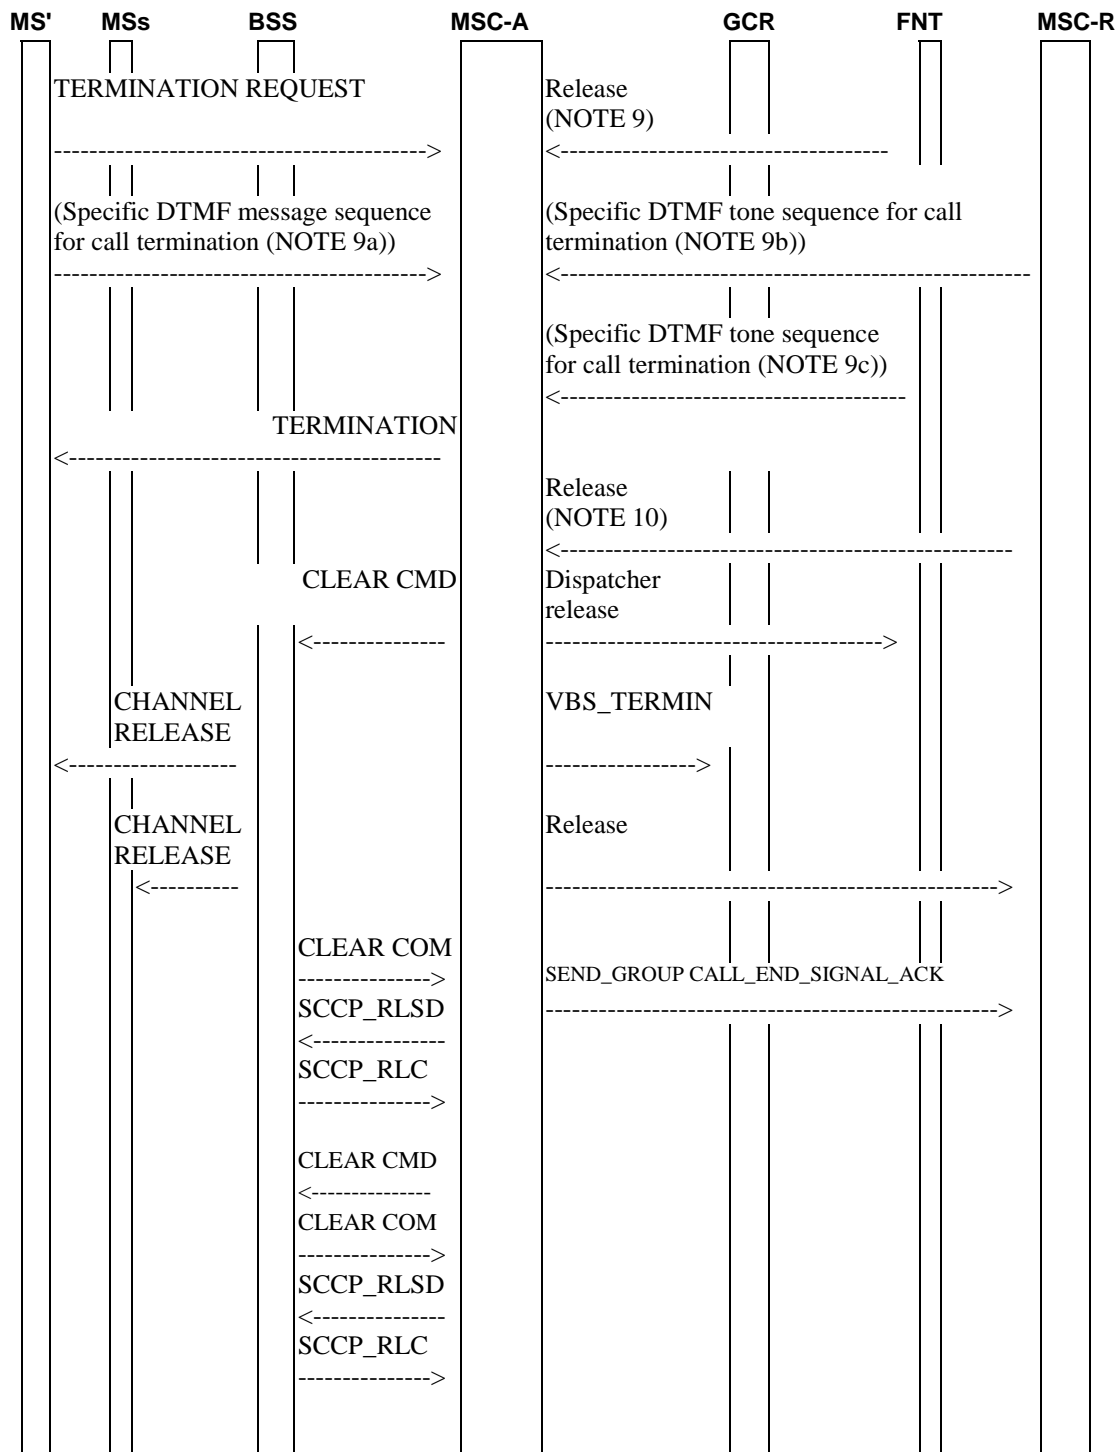 MS' MSs BSS MSC-A GCR FNT MSC-R
TERMINATION REQUEST
Release
(NOTE 9)
(Specific DTMF message sequence
for call termination (NOTE 9a))
(Specific DTMF tone sequence for call
termination (NOTE 9b))
(Specific DTMF tone sequence
for call termination (NOTE 9c))
TERMINATION
Release
(NOTE 10)
CLEAR CMD
Dispatcher
release
CHANNEL
RELEASE
VBS_TERMIN
CHANNEL
RELEASE
Release
CLEAR COM
SEND_GROUP CALL_END_SIGNAL_ACK
SCCP_RLSD
SCCP_RLC
CLEAR CMD
CLEAR COM
SCCP_RLSD
SCCP_RLC